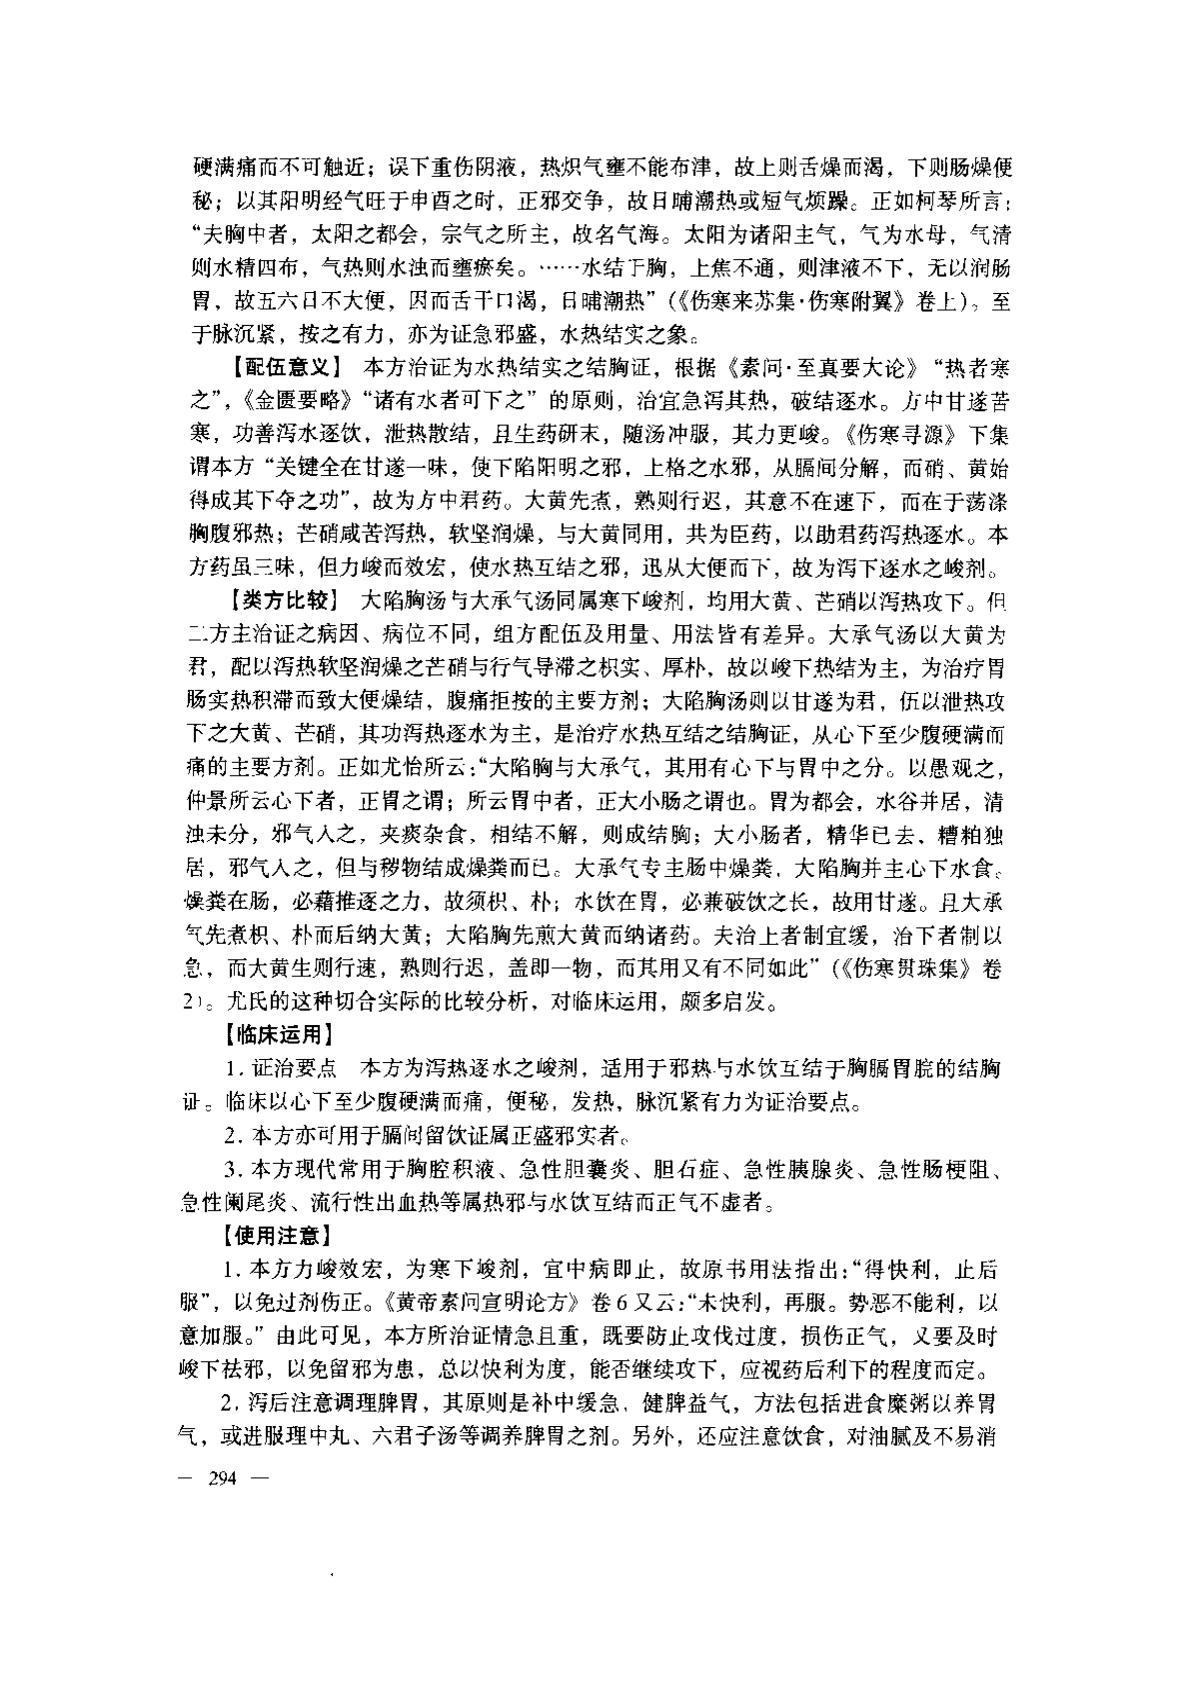 硬满痛而不可触近；误下重伤阴液，热炽气壅不能布津，故上则舌燥而渴，下则肠燥便
秘；以其阳明经气旺于申酉之时，正邪交争，故日晡潮热或短气烦躁。正如柯琴所言：
“夫胸中者，太阳之都会，宗气之所主，故名气海。太阳为诸阳主气，气为水母，气清
则水精四布，气热则水浊而壅瘀矣。……水结于胸，上焦不通，则津液不下，无以润肠
胃，故五六日不大便，因而舌干口渴，日晡潮热”（《伤寒来苏集·伤寒附翼》卷上）。至
于脉沉紧，按之有力，亦为证急邪盛，水热结实之象。
【配伍意义】 本方治证为水热结实之结胸证，根据《素问·至真要大论》“热者寒
之”，《金匮要略》“诸有水者可下之”的原则，治宜急泻其热，破结逐水。方中甘遂苦
寒，功善泻水逐饮，泄热散结，且生药研末，随汤冲服，其力更峻。《伤寒寻源》下集
谓本方“关键全在甘遂一味，使下陷阳明之邪，上格之水邪，从膈间分解，而硝、黄始
得成其下夺之功”，故为方中君药。大黄先煮，熟则行迟，其意不在速下，而在于荡涤
胸腹邪热；芒硝咸苦泻热，软坚润燥，与大黄同用，共为臣药，以助君药泻热逐水。本
方药虽三味，但力峻而效宏，使水热互结之邪，迅从大便而下，故为泻下逐水之峻剂。
【类方比较】 大陷胸汤与大承气汤同属寒下峻剂，均用大黄、芒硝以泻热攻下。但
二方主治证之病因、病位不同，组方配伍及用量、用法皆有差异。大承气汤以大黄为
君，配以泻热软坚润燥之芒硝与行气导滞之枳实、厚朴，故以峻下热结为主，为治疗胃
肠实热积滞而致大便燥结，腹痛拒按的主要方剂；大陷胸汤则以甘遂为君，伍以泄热攻
下之大黄、芒硝，其功泻热逐水为主，是治疗水热互结之结胸证，从心下至少腹硬满而
痛的主要方剂。正如尤怡所云：“大陷胸与大承气，其用有心下与胃中之分。以愚观之，
仲景所云心下者，正胃之谓；所云胃中者，正大小肠之谓也。胃为都会，水谷并居，清
浊未分，邪气入之，夹痰杂食，相结不解，则成结胸；大小肠者，精华已去、糟粕独
居，邪气入之，但与秽物结成燥粪而已。大承气专主肠中燥粪，大陷胸并主心下水食。
燥粪在肠，必藉推逐之力，故须枳、朴；水饮在胃，必兼破饮之长，故用甘遂。且大承
气先煮枳、朴而后纳大黄；大陷胸先煎大黄而纳诸药。夫治上者制宜缓，治下者制以
急，而大黄生则行速，熟则行迟，盖即一物，而其用又有不同如此”（《伤寒贯珠集》卷
2）。尤氏的这种切合实际的比较分析，对临床运用，颇多启发。
【临床运用】
1. 证治要点 本方为泻热逐水之峻剂，适用于邪热与水饮互结于胸膈胃脘的结胸
证。临床以心下至少腹硬满而痛，便秘，发热，脉沉紧有力为证治要点。
2. 本方亦可用于膈间留饮证属正盛邪实者。
3. 本方现代常用于胸腔积液、急性胆囊炎、胆石症、急性胰腺炎、急性肠梗阻、
急性阑尾炎、流行性出血热等属热邪与水饮互结而正气不虚者。
【使用注意】
1. 本方力峻效宏，为寒下峻剂，宜中病即止，故原书用法指出：“得快利，止后
服”，以免过剂伤正。《黄帝素问宣明论方》卷 6 又云：“未快利，再服。势恶不能利，以
意加服。”由此可见，本方所治证情急且重，既要防止攻伐过度，损伤正气，又要及时
峻下祛邪，以免留邪为患，总以快利为度，能否继续攻下，应视药后利下的程度而定。
2. 泻后注意调理脾胃，其原则是补中缓急、健脾益气，方法包括进食糜粥以养胃
气，或进服理中丸、六君子汤等调养脾胃之剂。另外，还应注意饮食，对油腻及不易消
— 294 —